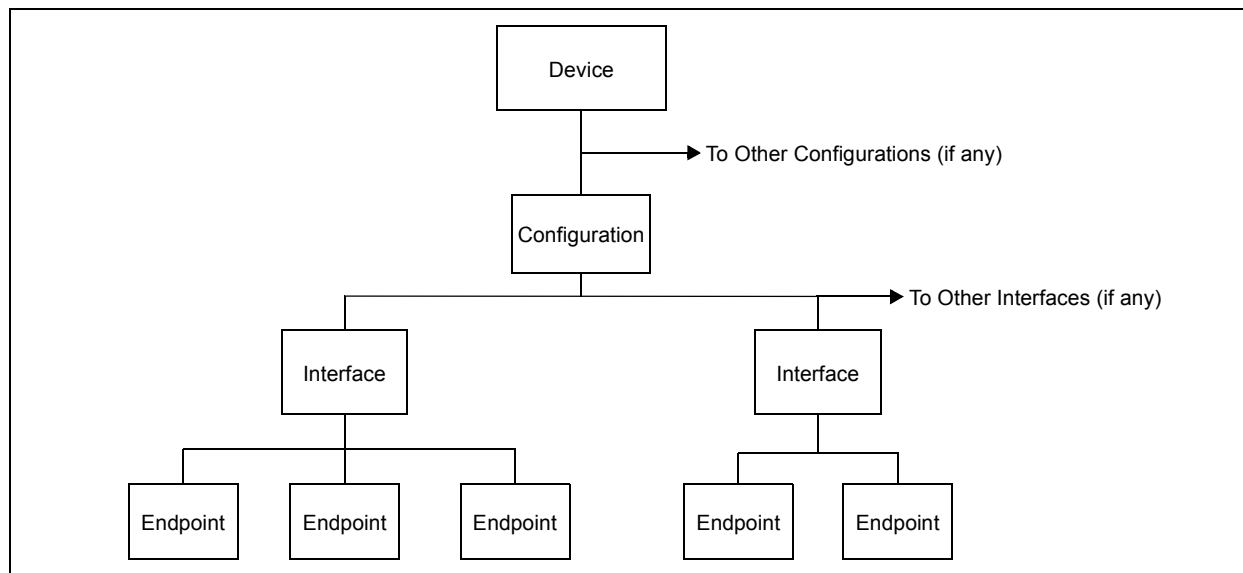 Device
To Other Configurations (if any)
Configuration
To Other Interfaces (if any)
Interface
Interface
Endpoint
Endpoint
Endpoint
Endpoint
Endpoint